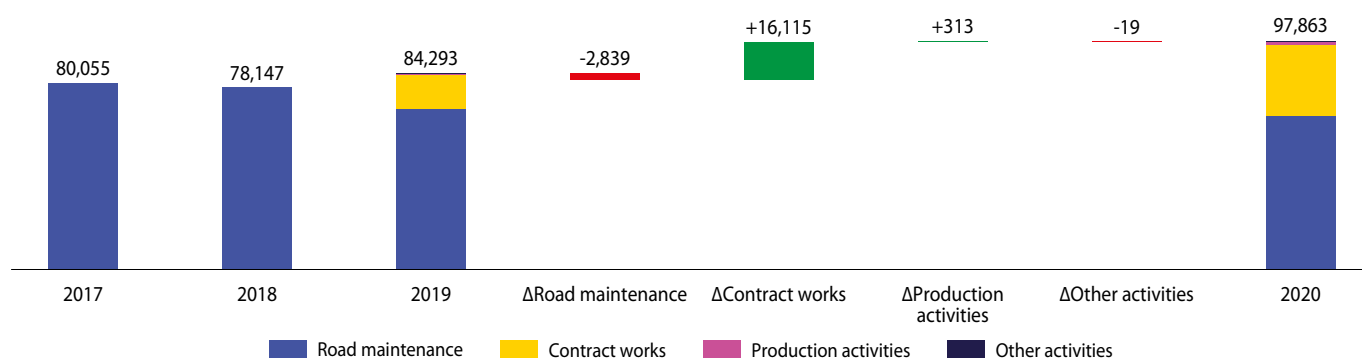 80,055
78,147
84,293
-2,839
+16,115
+313
-19
97,863
2017
2018
2019
ΔRoad maintenance
ΔContract works
ΔProduction
activities
ΔOther activities
2020
Road maintenance
Contract works
Production activities
Other activities